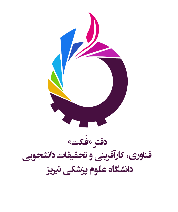 دفتر «فکت»
فناوری، کارآفرینی و تحقیقات دانشجویی
دانشگاه علوم پزشکی تبریز